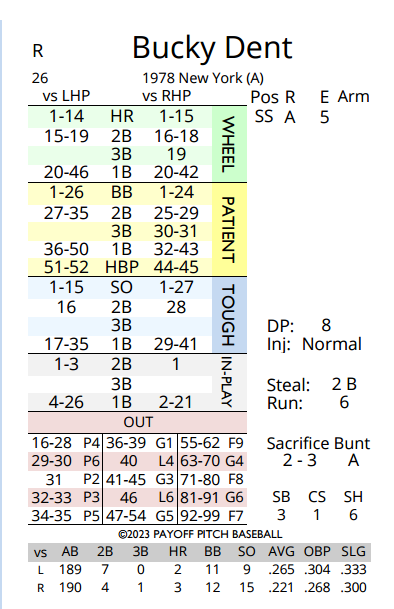 R Bucky Dent
26 1978 New York (A)
vs LHP vs RHP Pos R E Arm
1-14 HR 1-15 SS A 5
15-19 2B 16-18
3B 19
20-46 1B 20-42
WHEEL
1-26 BB 1-24
27-35 2B 25-29
3B 30-31
36-50 1B 32-43
51-52 HBP 44-45
PATIENT
1-15 SO 1-27
16 2B 28
3B
17-35 1B 29-41
TOUGH
1-3 2B 1
3B
4-26 1B 2-21
IN-PLAY
DP: 8
Inj: Normal
Steal: 2 B
Run: 6
OUT
16-28 P4 36-39 G1 55-62 F9
29-30 P6 40 L4 63-70 G4
31 P2 41-45 G3 71-80 F8
32-33 P3 46 L6 81-91 G6
34-35 P5 47-54 G5 92-99 F7
Sacrifice Bunt
2 - 3 A
SB CS SH
3 1 6
©2023 PAYOFF PITCH BASEBALL
vs AB 2B 3B HR BB SO AVG OBP SLG
L 189 7 0 2 11 9 .265 .304 .333
R 190 4 1 3 12 15 .221 .268 .300